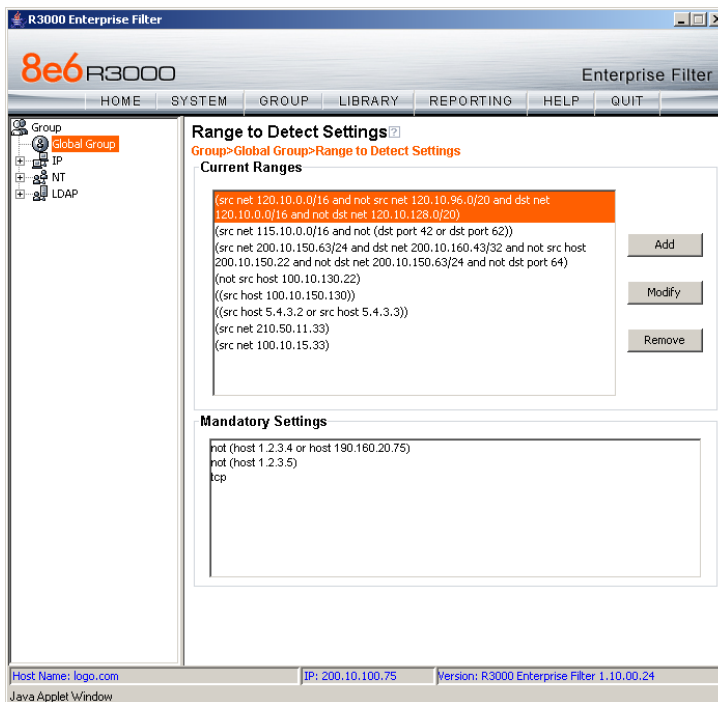 R3000 Enterprise Filter
8e6 R3000
Enterprise Filter
HOME SYSTEM GROUP LIBRARY REPORTING HELP QUIT
Group
Global Group
IP
NT
LDAP
Range to Detect Settings
Group>Global Group>Range to Detect Settings
Current Ranges
(src net 120.10.0.0/16 and not src net 120.10.96.0/20 and dst net
120.10.0.0/16 and not dst net 120.10.128.0/20)
(src net 115.10.0.0/16 and not (dst port 42 or dst port 62))
(src net 200.10.150.63/24 and dst net 200.10.160.43/32 and not src host
200.10.150.22 and not dst net 200.10.150.63/24 and not dst port 64)
(not src host 100.10.130.22)
((src host 100.10.150.130))
((src host 5.4.3.2 or src host 5.4.3.3))
(src net 210.50.11.33)
(src net 100.10.15.33)
Add
Modify
Remove
Mandatory Settings
not (host 1.2.3.4 or host 190.160.20.75)
not (host 1.2.3.5)
tcp
Host Name: logo.com
IP: 200.10.100.75
Version: R3000 Enterprise Filter 1.10.00.24
Java Applet Window